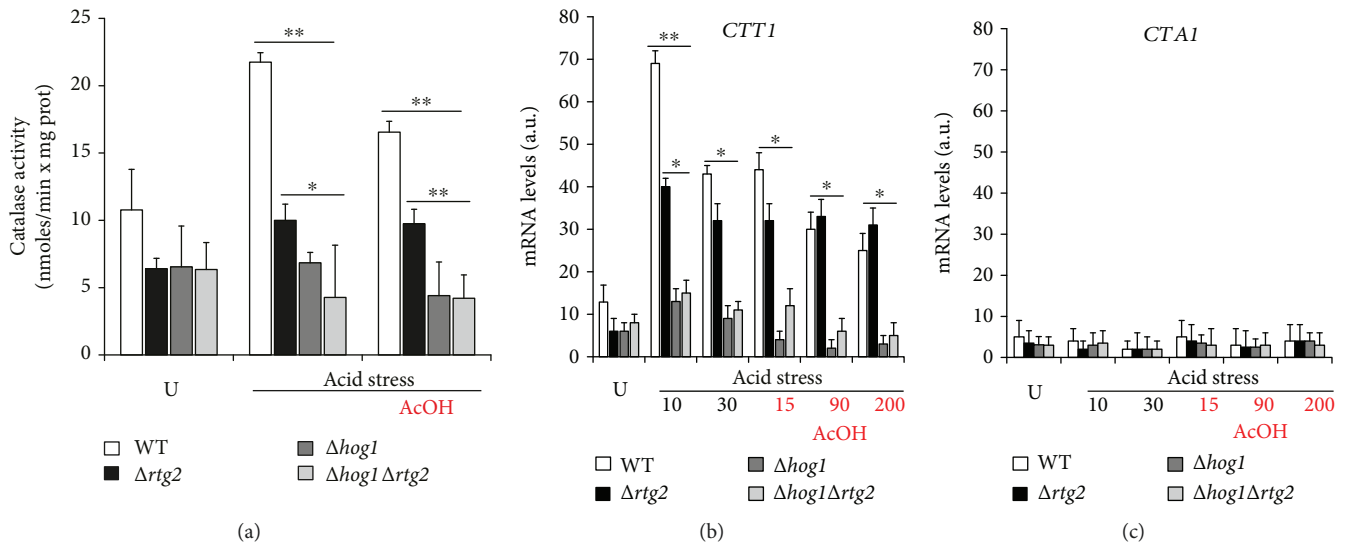 Catalase activity
(nmoles/min x mg prot)
25
20
15
10
5
0
**
*
**
**
U
Acid stress
AcOH
WT
Δrtg2
Δhog1
Δhog1Δrtg2
(a)
mRNA levels (a.u.)
80
70
60
50
40
30
20
10
0
CTT1
**
*
*
*
*
*
U
Acid stress
10 30 15 90 200
AcOH
WT
Δrtg2
Δhog1
Δhog1Δrtg2
(b)
mRNA levels (a.u.)
80
70
60
50
40
30
20
10
0
CTA1
U
Acid stress
10 30 15 90 200
AcOH
WT
Δrtg2
Δhog1
Δhog1Δrtg2
(c)